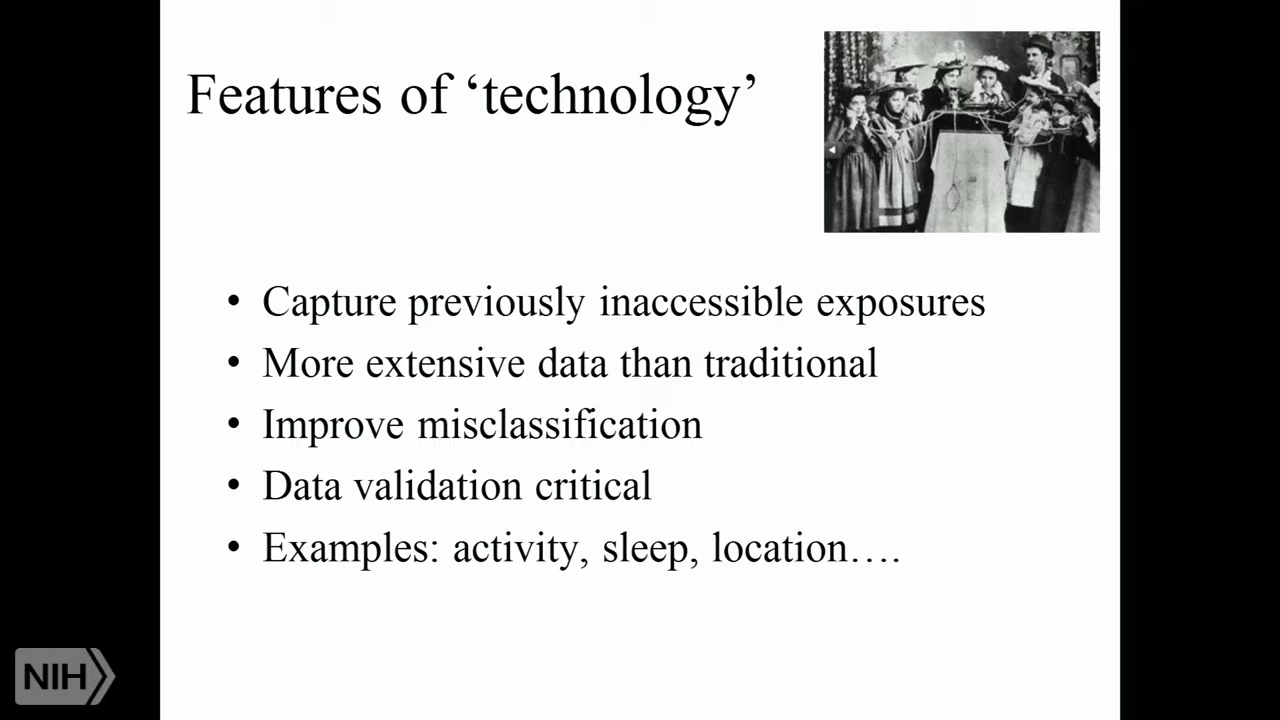 Features of ‘technology’
• Capture previously inaccessible exposures
• More extensive data than traditional
• Improve misclassification
• Data validation critical
• Examples: activity, sleep, location….
NIH